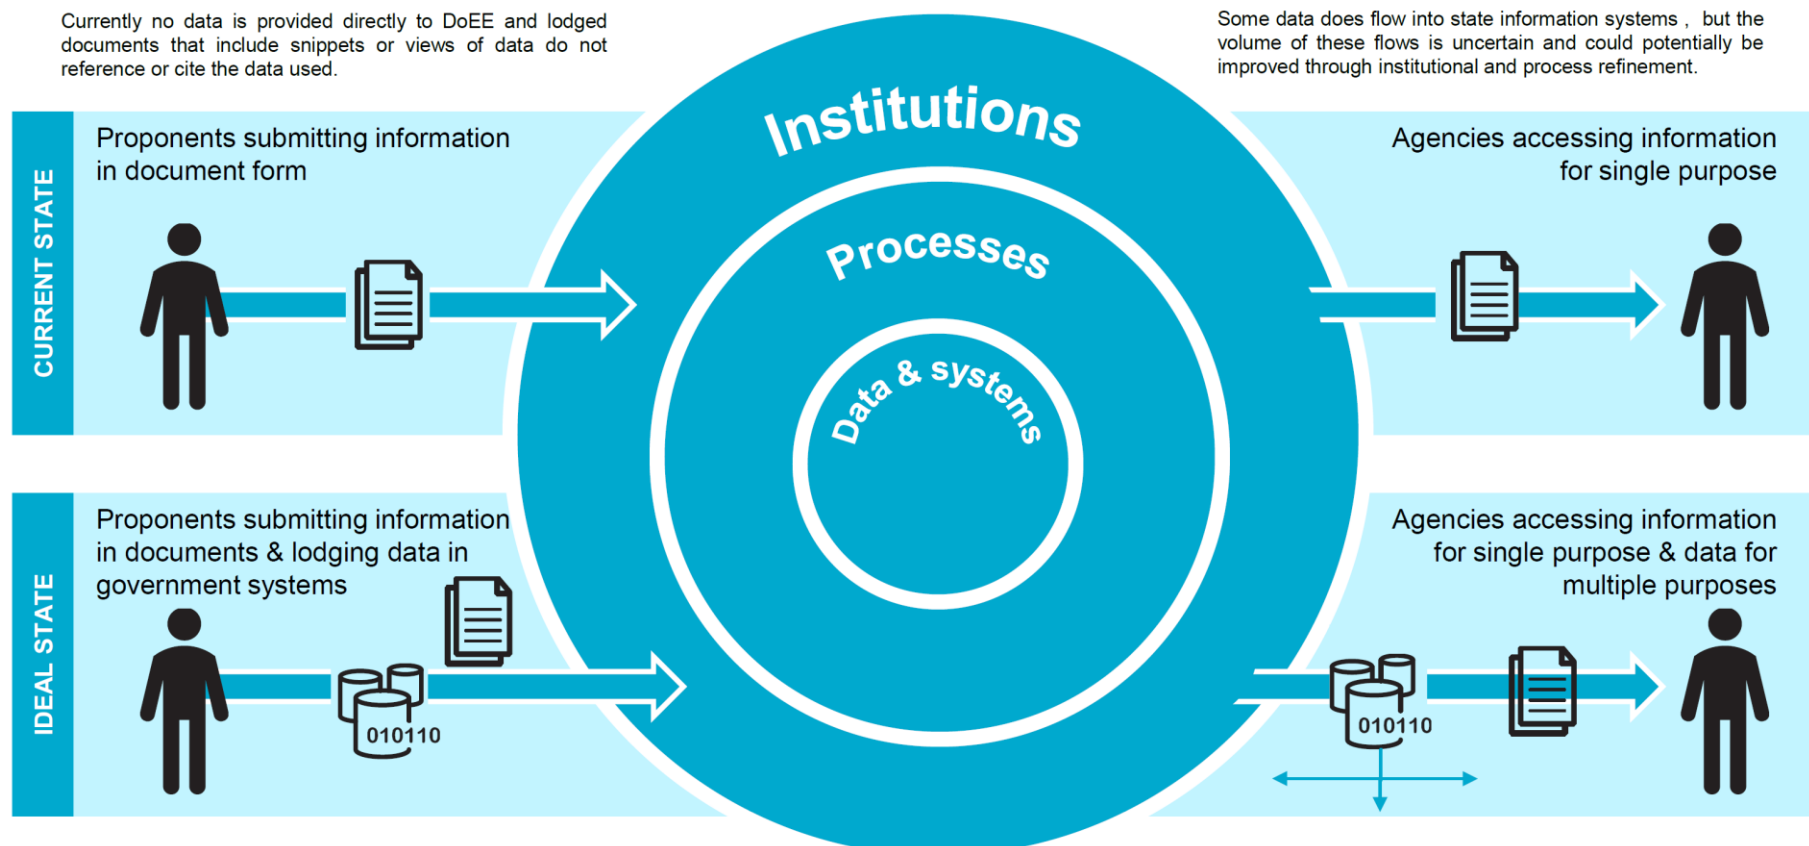 Currently no data is provided directly to DoEE and lodged
documents that include snippets or views of data do not
reference or cite the data used.
Some data does flow into state information systems , but the
volume of these flows is uncertain and could potentially be
improved through institutional and process refinement.
CURRENT STATE
Proponents submitting information
in document form
Institutions
Processes
Data & systems
Agencies accessing information
for single purpose
IDEAL STATE
Proponents submitting information
in documents & lodging data in
government systems
010110
Agencies accessing information
for single purpose & data for
multiple purposes
010110